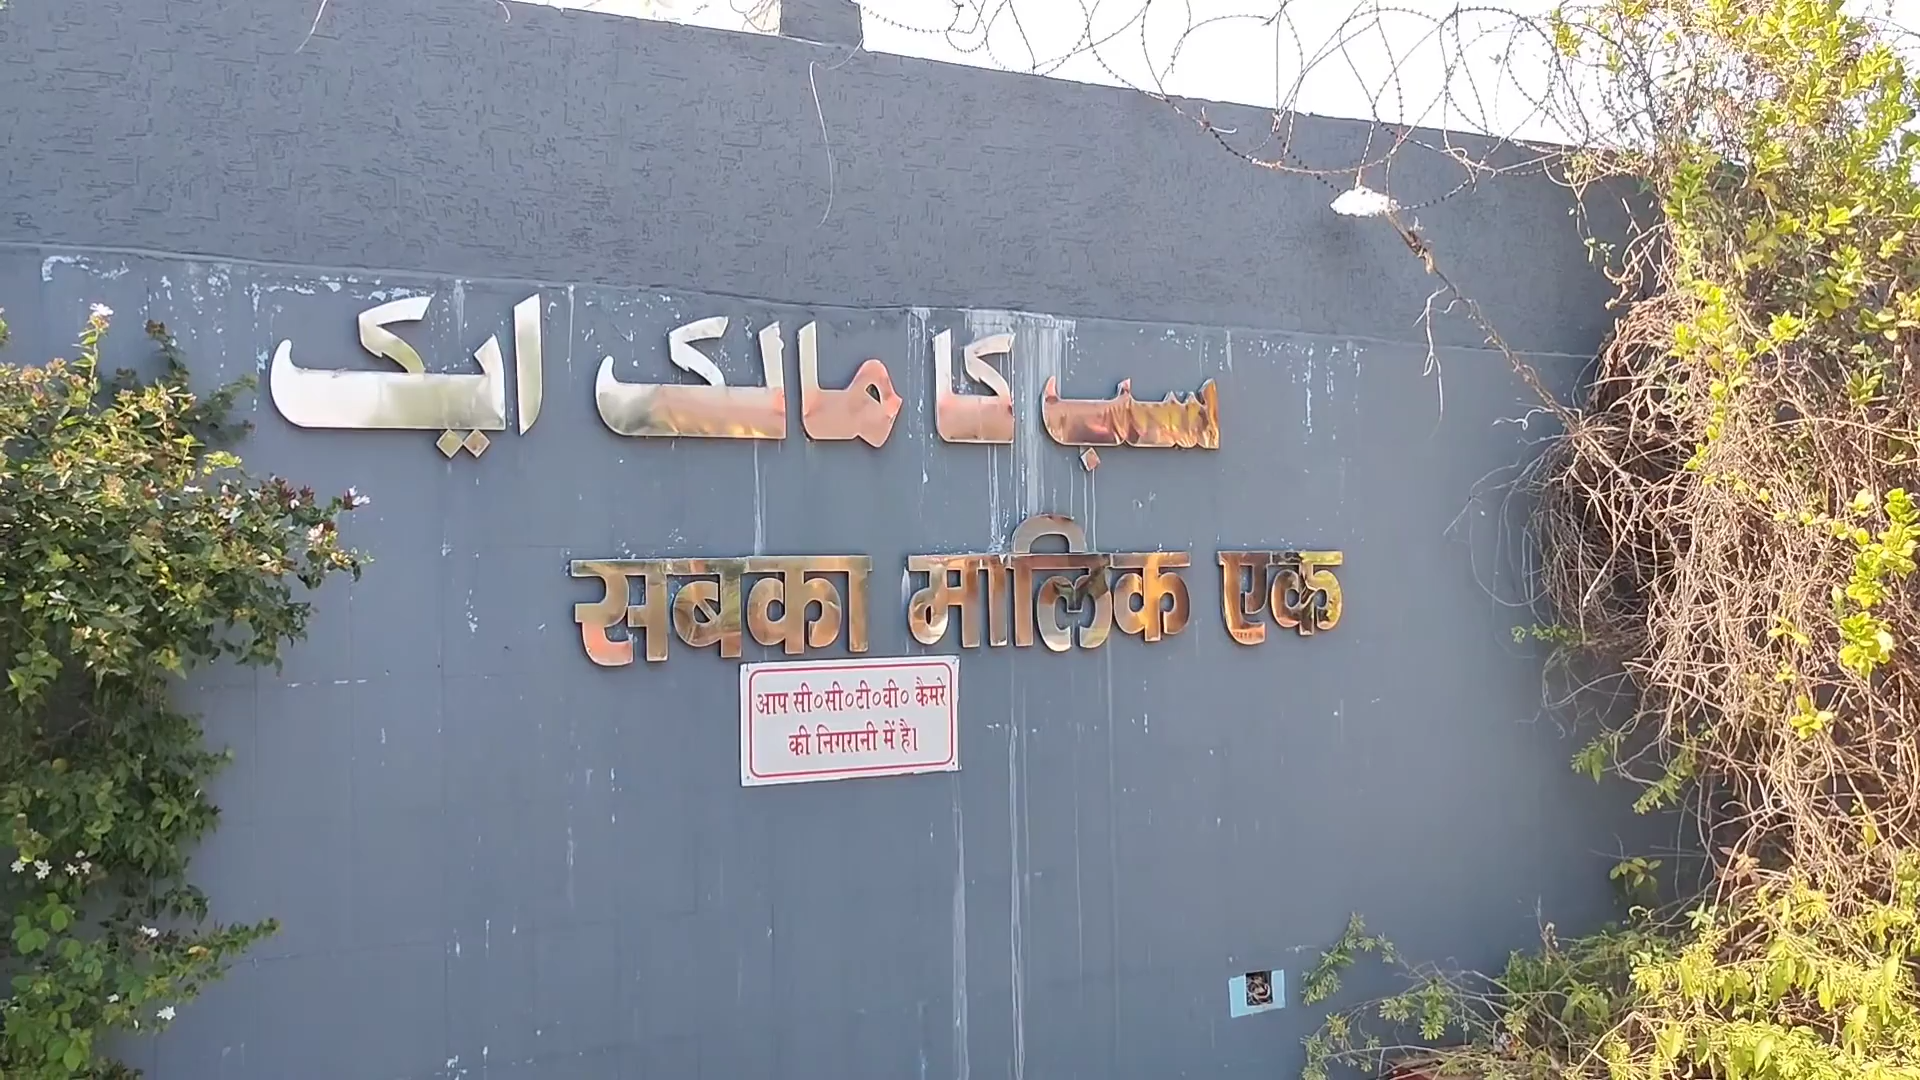 سب کا مالک ایک
सबका मालिक एक
आप सी०सी०टी०वी० कैमरे
की निगरानी में है।